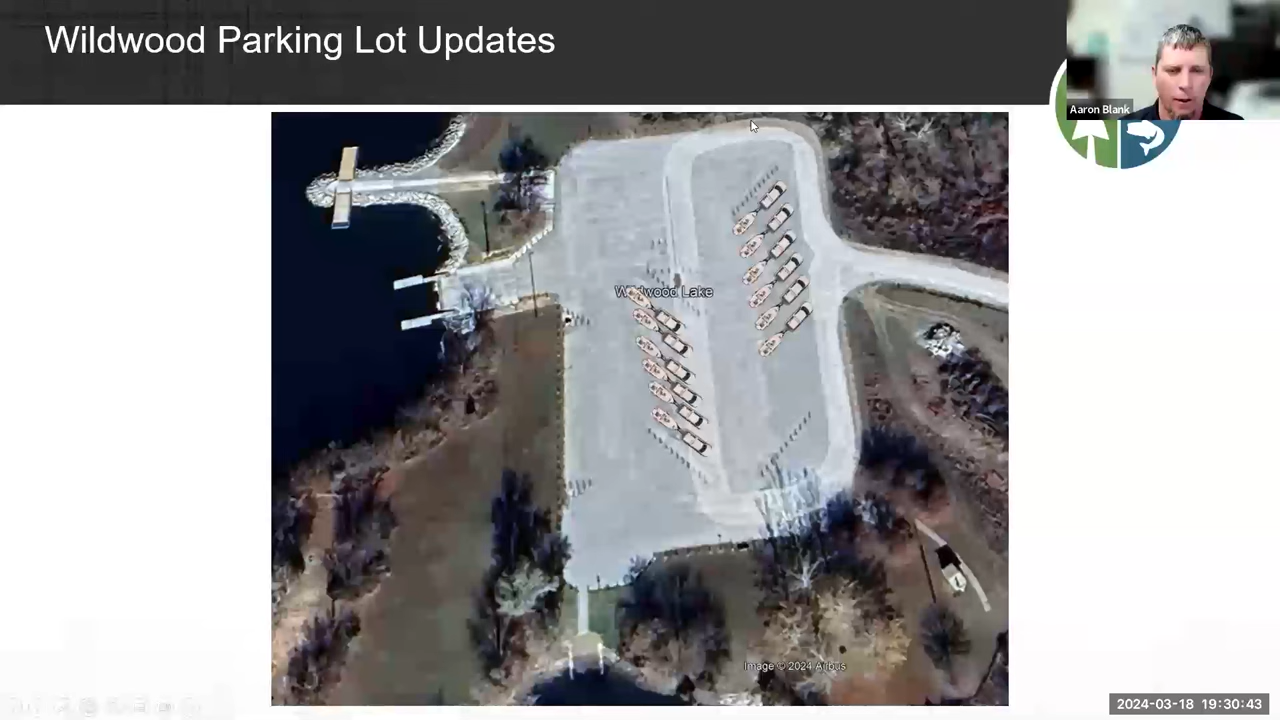 Wildwood Parking Lot Updates
Aaron Blank
Wildwood Lake
Image © 2024 Airbus
2024-03-18 19:30:43